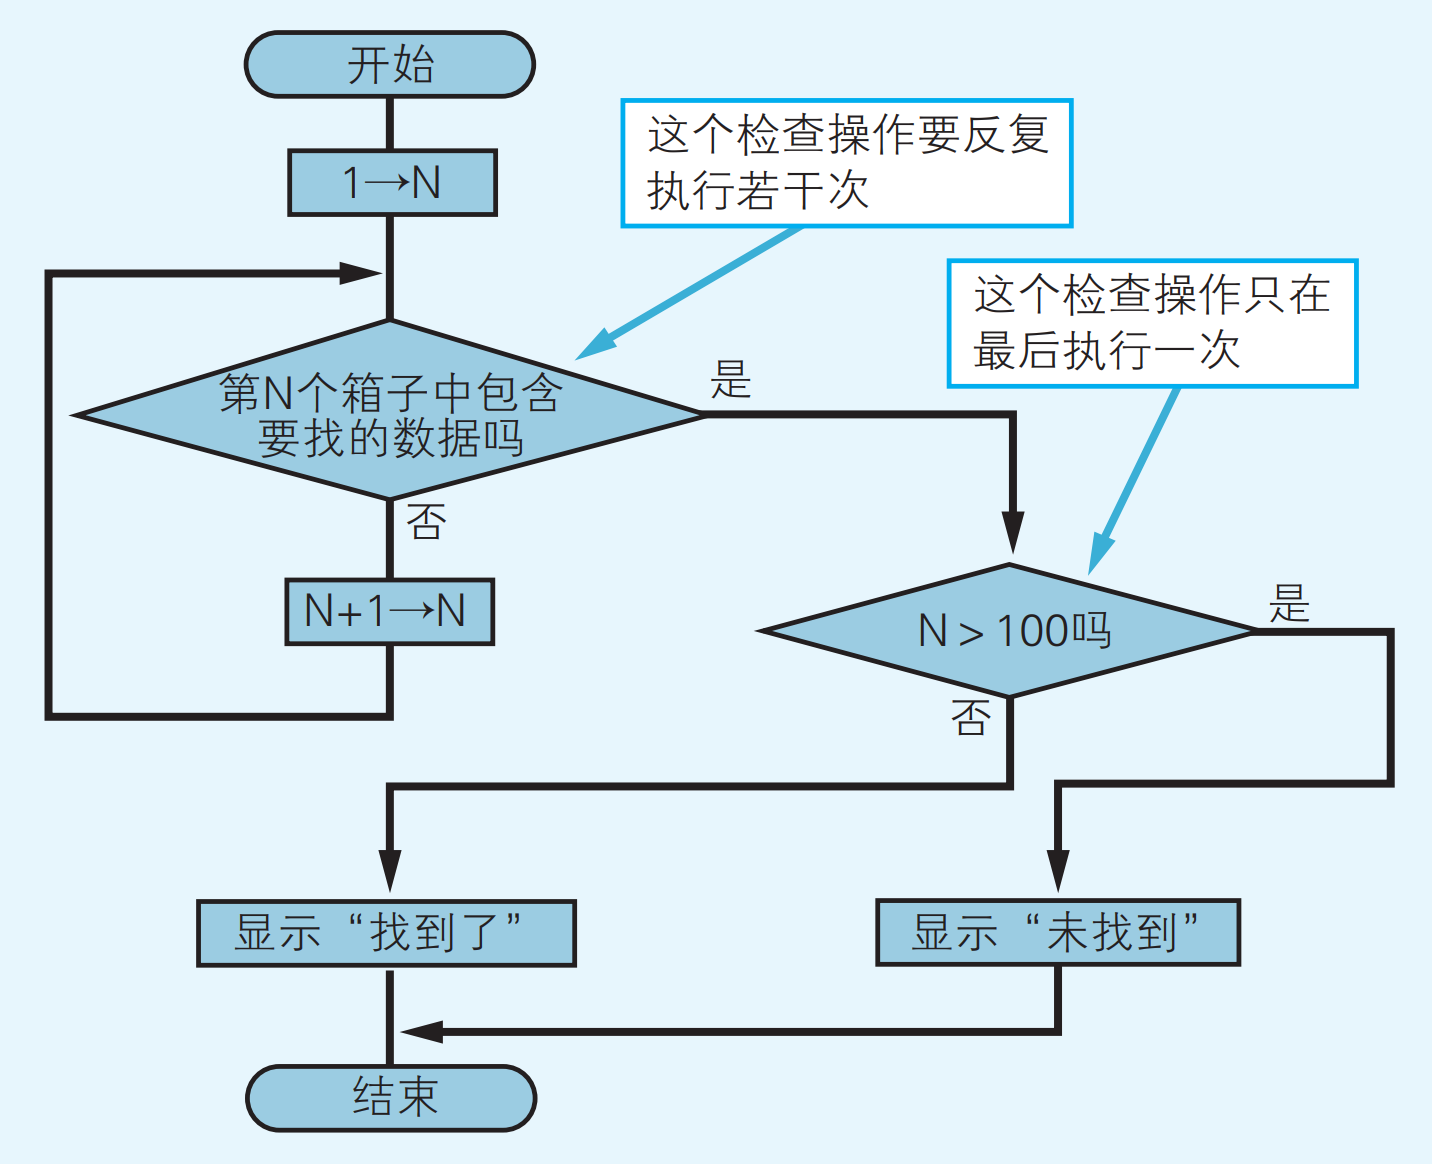 开始
1→N
这个检查操作要反复
执行若干次
这个检查操作只在
最后执行一次
第N个箱子中包含
要找的数据吗
是
否
N+1→N
N＞100吗
是
否
显示“找到了”
显示“未找到”
结束